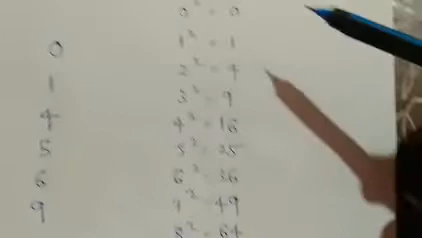 0
1
4
5
6
9
0² = 0
1² = 1
2² = 4
3² = 9
4² = 16
5² = 25
6² = 36
7² = 49
8² = 64